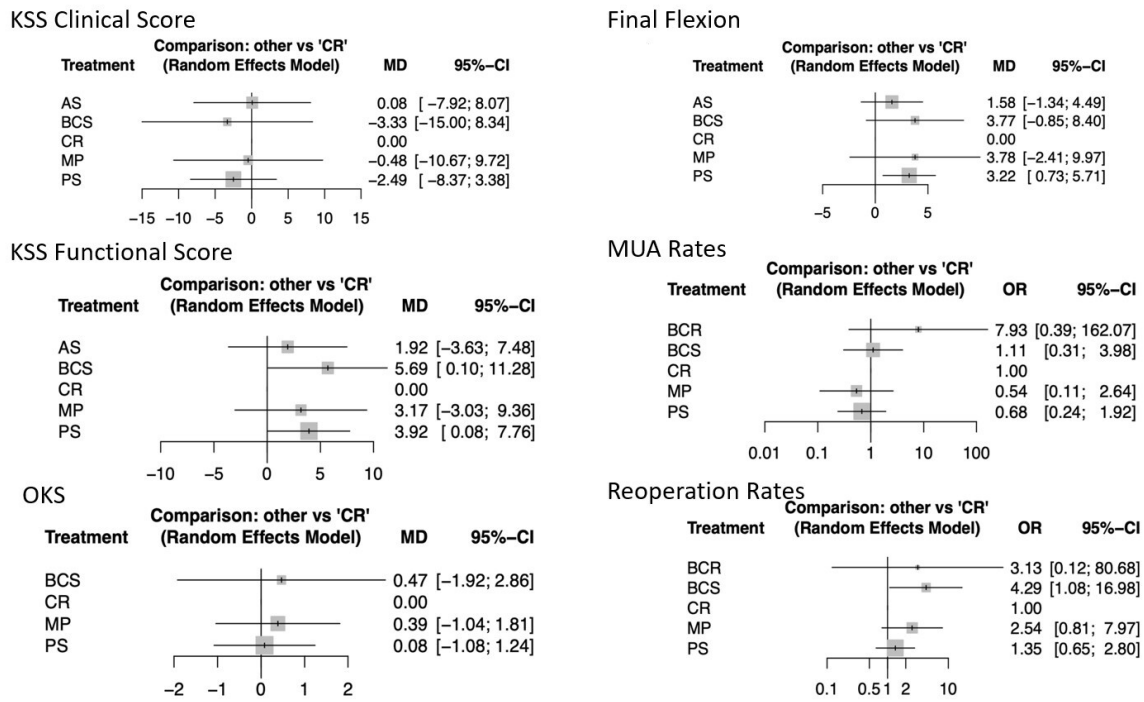 KSS Clinical Score
Comparison: other vs 'CR'
Treatment (Random Effects Model) MD 95%−CI
AS 0.08 [ −7.92; 8.07]
BCS −3.33 [−15.00; 8.34]
CR 0.00
MP −0.48 [−10.67; 9.72]
PS −2.49 [ −8.37; 3.38]
−15 −10 −5 0 5 10 15
KSS Functional Score
Comparison: other vs 'CR'
Treatment (Random Effects Model) MD 95%−CI
AS 1.92 [−3.63; 7.48]
BCS 5.69 [ 0.10; 11.28]
CR 0.00
MP 3.17 [−3.03; 9.36]
PS 3.92 [ 0.08; 7.76]
−10 −5 0 5 10
OKS
Comparison: other vs 'CR'
Treatment (Random Effects Model) MD 95%−CI
BCS 0.47 [−1.92; 2.86]
CR 0.00
MP 0.39 [−1.04; 1.81]
PS 0.08 [−1.08; 1.24]
−2 −1 0 1 2
Final Flexion
Comparison: other vs 'CR'
Treatment (Random Effects Model) MD 95%−CI
AS 1.58 [−1.34; 4.49]
BCS 3.77 [−0.85; 8.40]
CR 0.00
MP 3.78 [−2.41; 9.97]
PS 3.22 [ 0.73; 5.71]
−5 0 5
MUA Rates
Comparison: other vs 'CR'
Treatment (Random Effects Model) OR 95%−CI
BCR 7.93 [0.39; 162.07]
BCS 1.11 [0.31; 3.98]
CR 1.00
MP 0.54 [0.11; 2.64]
PS 0.68 [0.24; 1.92]
0.01 0.1 1 10 100
Reoperation Rates
Comparison: other vs 'CR'
Treatment (Random Effects Model) OR 95%−CI
BCR 3.13 [0.12; 80.68]
BCS 4.29 [1.08; 16.98]
CR 1.00
MP 2.54 [0.81; 7.97]
PS 1.35 [0.65; 2.80]
0.1 0.5 1 2 10